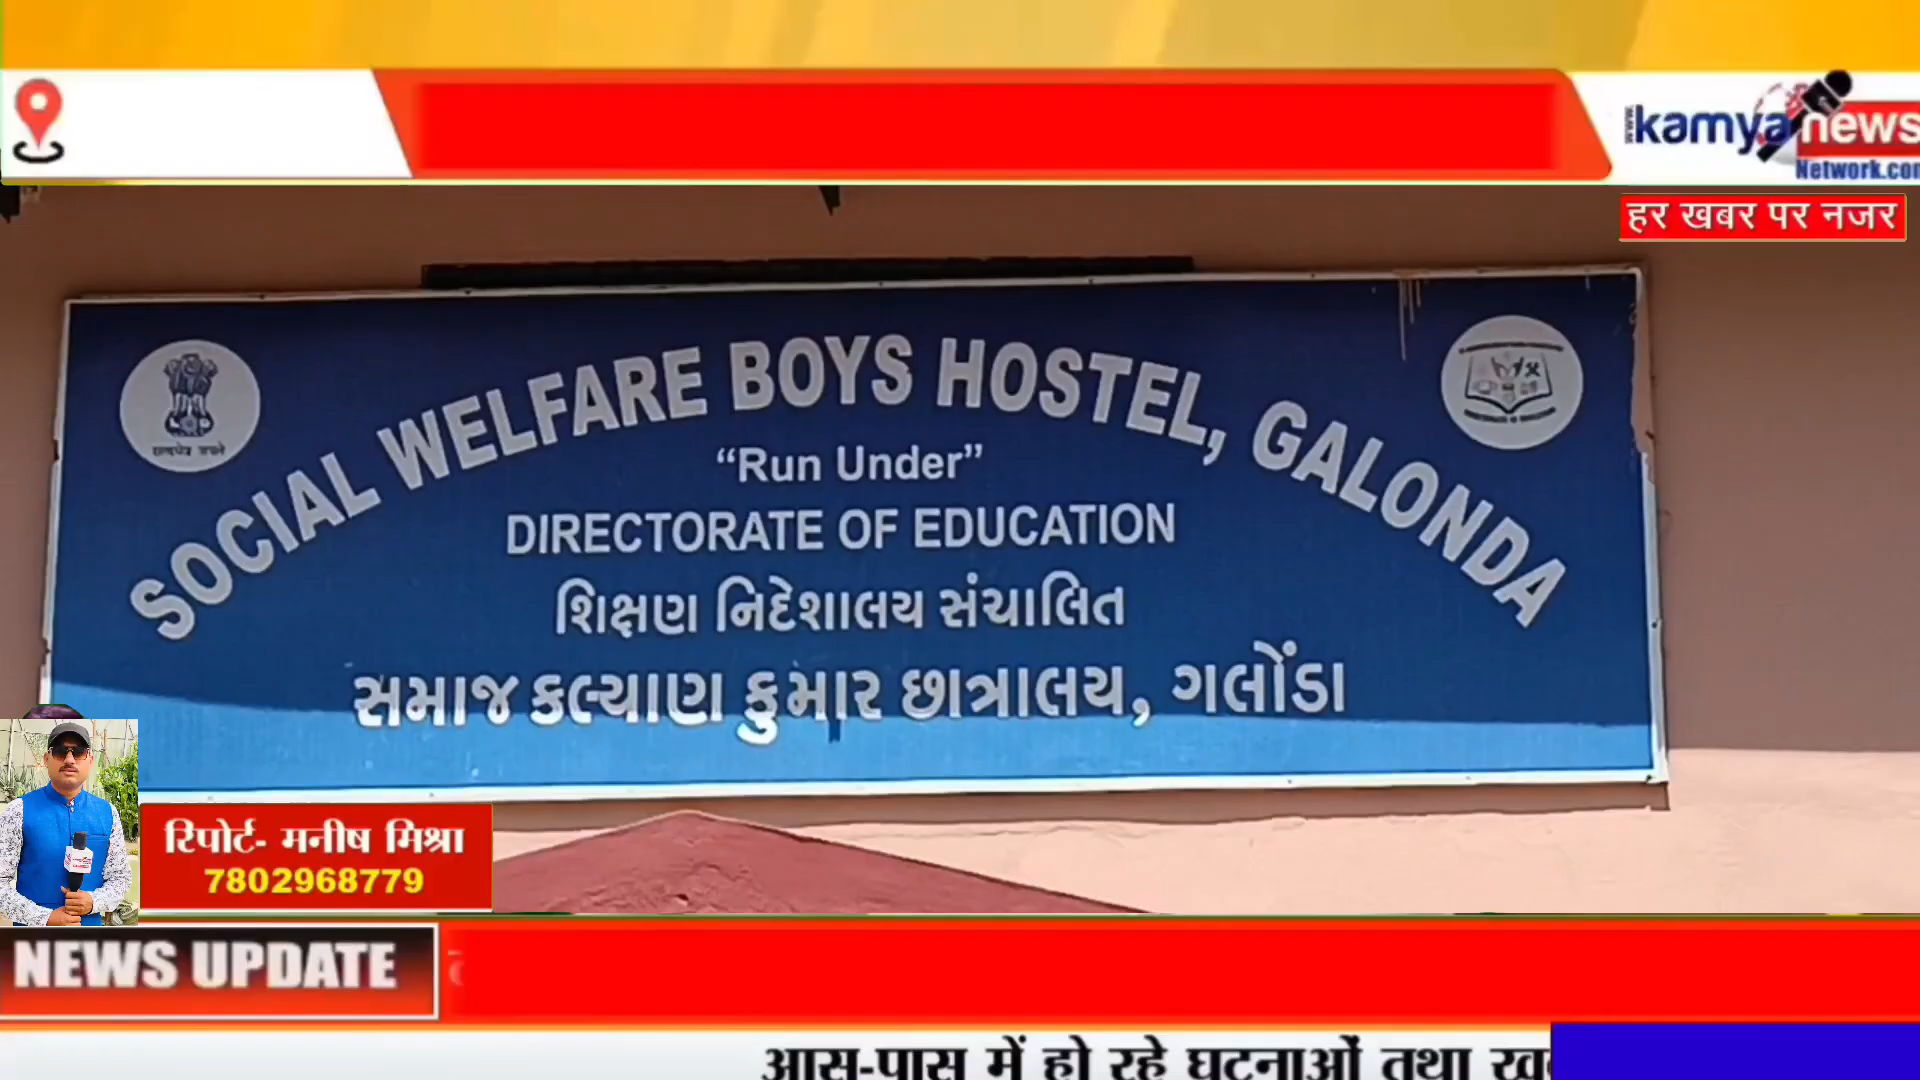 www.kamya news
Network.com
हर खबर पर नजर
SOCIAL WELFARE BOYS HOSTEL, GALONDA
“Run Under”
DIRECTORATE OF EDUCATION
શિક્ષણ નિદેશાલય સંચાલિત
સમાજ કલ્યાણ કુમાર છાત્રાલય, ગલોંડા
रिपोर्ट- मनीष मिश्रा
7802968779
NEWS UPDATE
आस-पास में हो रहे घटनाओं तथा